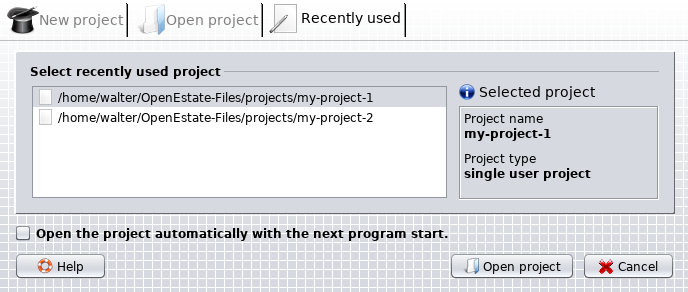 New project
Open project
Recently used
Select recently used project
/home/walter/OpenEstate-Files/projects/my-project-1
/home/walter/OpenEstate-Files/projects/my-project-2
Selected project
Project name
my-project-1
Project type
single user project
Open the project automatically with the next program start.
Help
Open project
Cancel